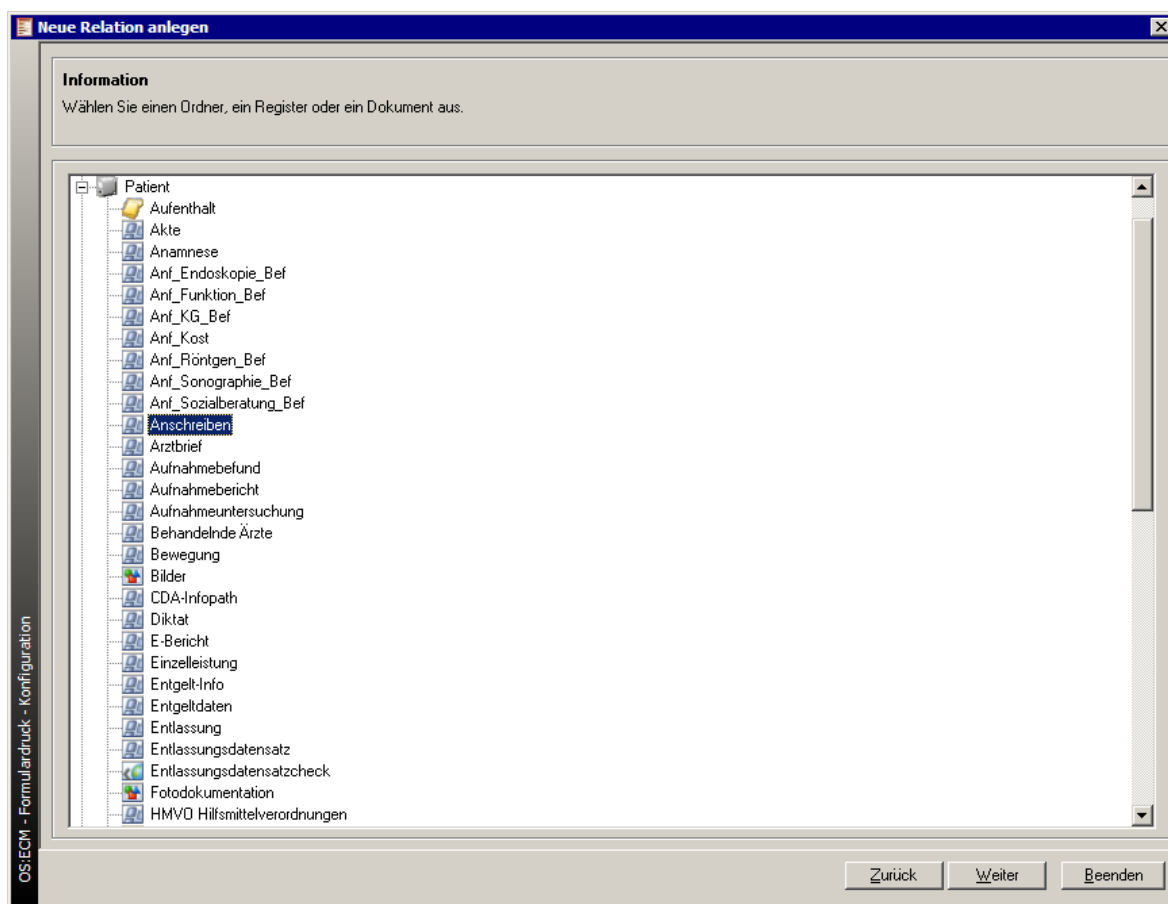 Neue Relation anlegen
Information
Wählen Sie einen Ordner, ein Register oder ein Dokument aus.
Patient
Aufenthalt
Akte
Anamnese
Anf_Endoskopie_Bef
Anf_Funktion_Bef
Anf_KG_Bef
Anf_Kost
Anf_Röntgen_Bef
Anf_Sonographie_Bef
Anf_Sozialberatung_Bef
Anschreiben
Arztbrief
Aufnahmebefund
Aufnahmebericht
Aufnahmeuntersuchung
Behandelnde Ärzte
Bewegung
Bilder
CDA-Infopath
Diktat
E-Bericht
Einzelleistung
Entgelt-Info
Entgeltdaten
Entlassung
Entlassungsdatensatz
Entlassungsdatensatzcheck
Fotodokumentation
HMVO Hilfsmittelverordnungen
OS:ECM - Formulardruck - Konfiguration
Zurück
Weiter
Beenden